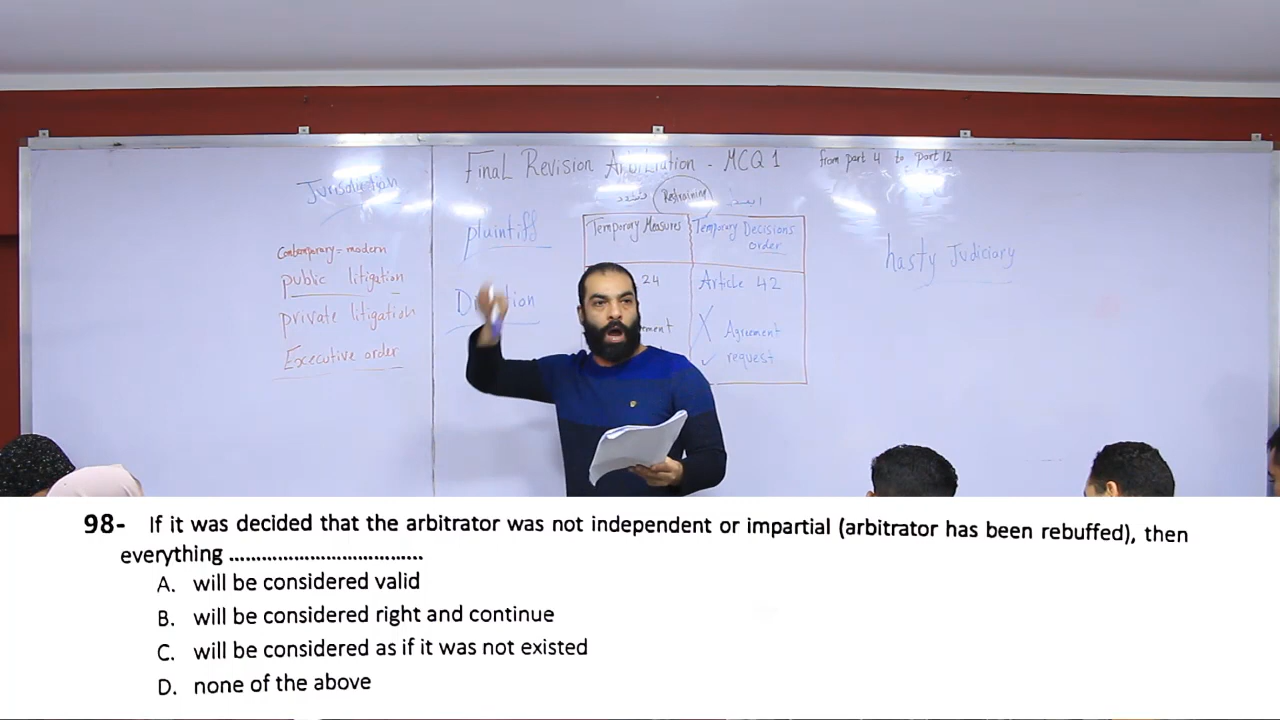 Final Revision Arbitration - MCQ 1
from part 4 to part 12
Jurisdiction
Contemporary = modern
public litigation
private litigation
Executive order
plaintiff
Restraining
Temporary Measures
Temporary Decisions
order
24
Article 42
X Agreement
✓ request
hasty Judiciary
98- If it was decided that the arbitrator was not independent or impartial (arbitrator has been rebuffed), then
everything ....................................
A. will be considered valid
B. will be considered right and continue
C. will be considered as if it was not existed
D. none of the above